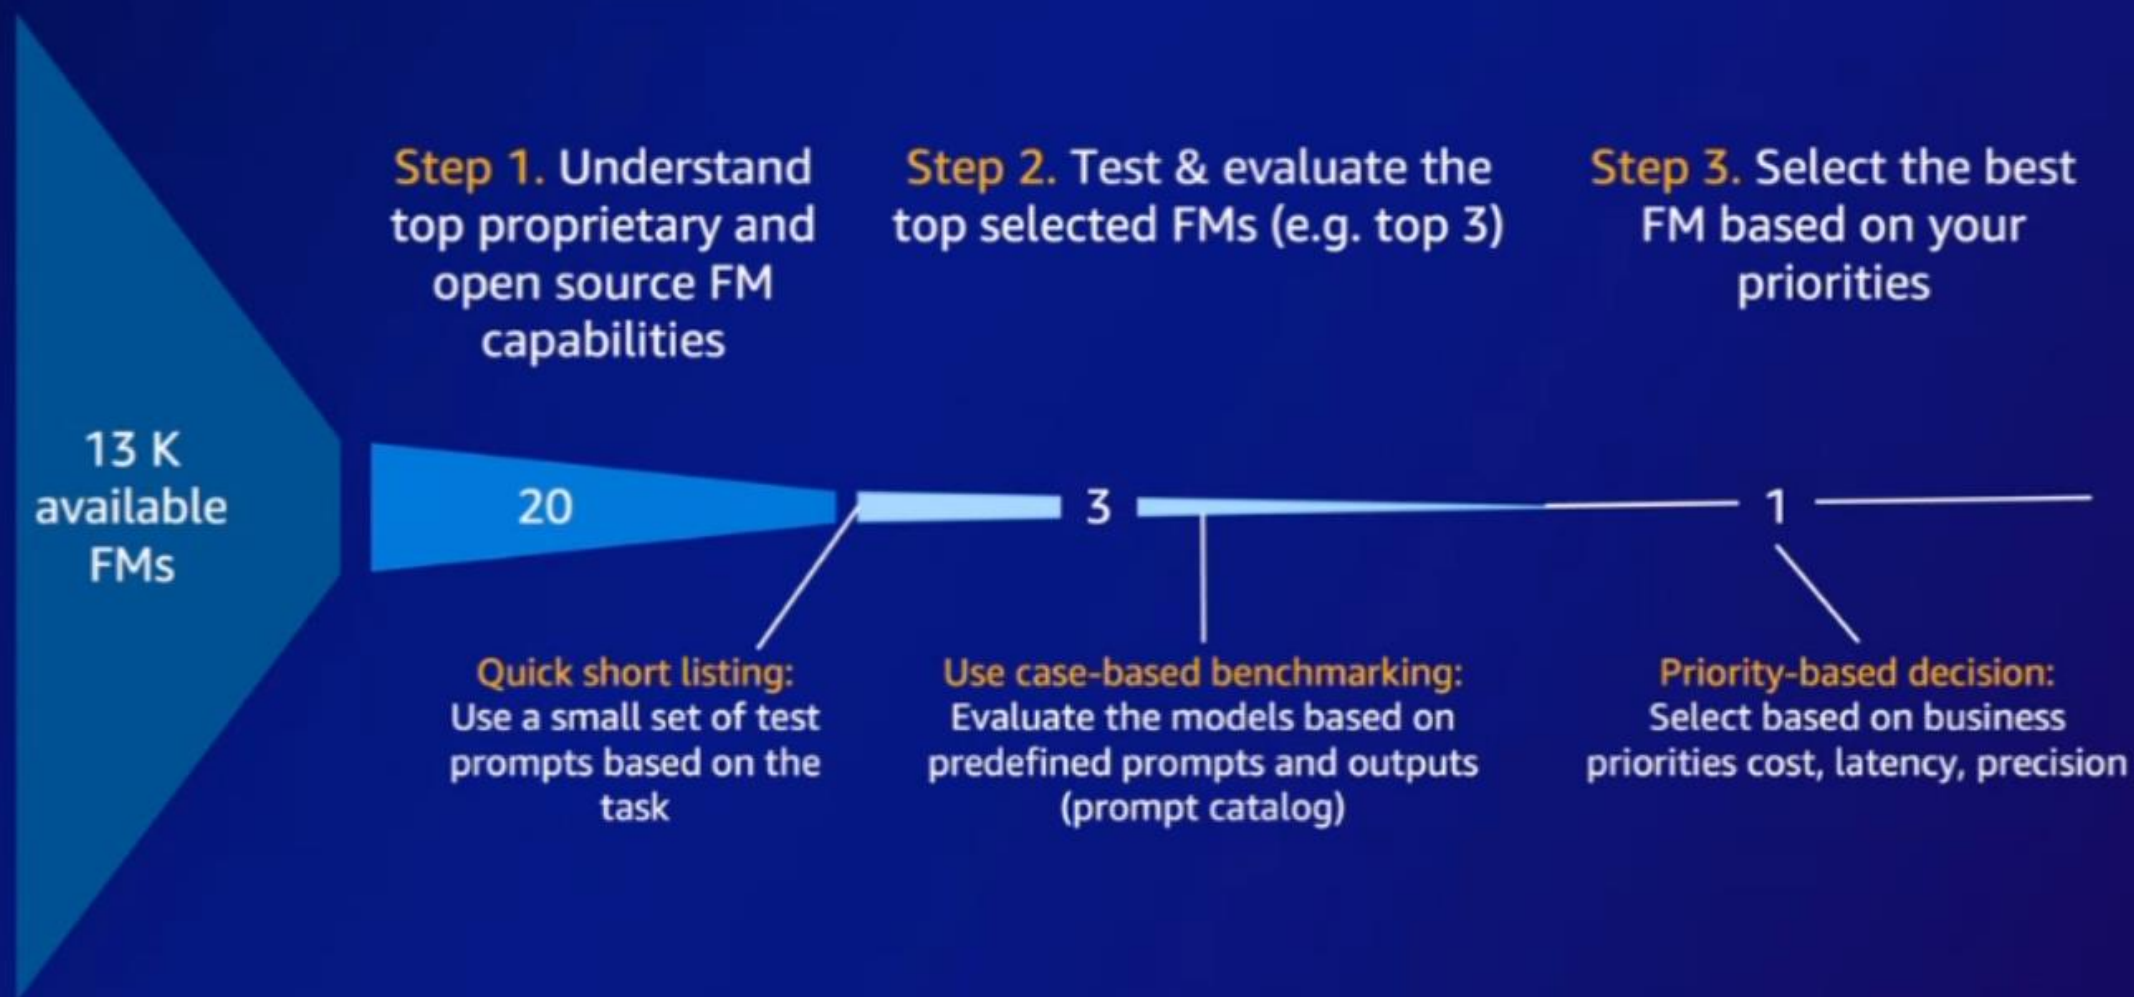 13 K
available
FMs
Step 1. Understand
top proprietary and
open source FM
capabilities
20
Quick short listing:
Use a small set of test
prompts based on the
task
Step 2. Test & evaluate the
top selected FMs (e.g. top 3)
3
Use case-based benchmarking:
Evaluate the models based on
predefined prompts and outputs
(prompt catalog)
Step 3. Select the best
FM based on your
priorities
1
Priority-based decision:
Select based on business
priorities cost, latency, precision